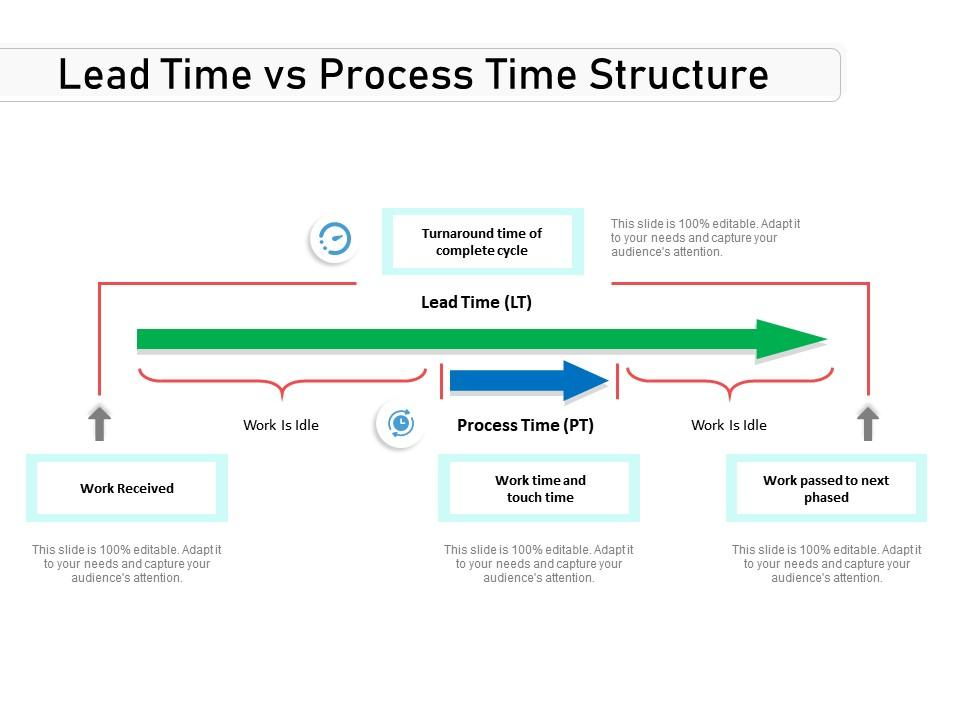 Lead Time vs Process Time Structure
Turnaround time of
complete cycle
This slide is 100% editable. Adapt it
to your needs and capture your
audience's attention.
Lead Time (LT)
Work Is Idle
Process Time (PT)
Work Is Idle
Work Received
Work time and
touch time
Work passed to next
phased
This slide is 100% editable. Adapt it
to your needs and capture your
audience's attention.
This slide is 100% editable. Adapt it
to your needs and capture your
audience's attention.
This slide is 100% editable. Adapt it
to your needs and capture your
audience's attention.